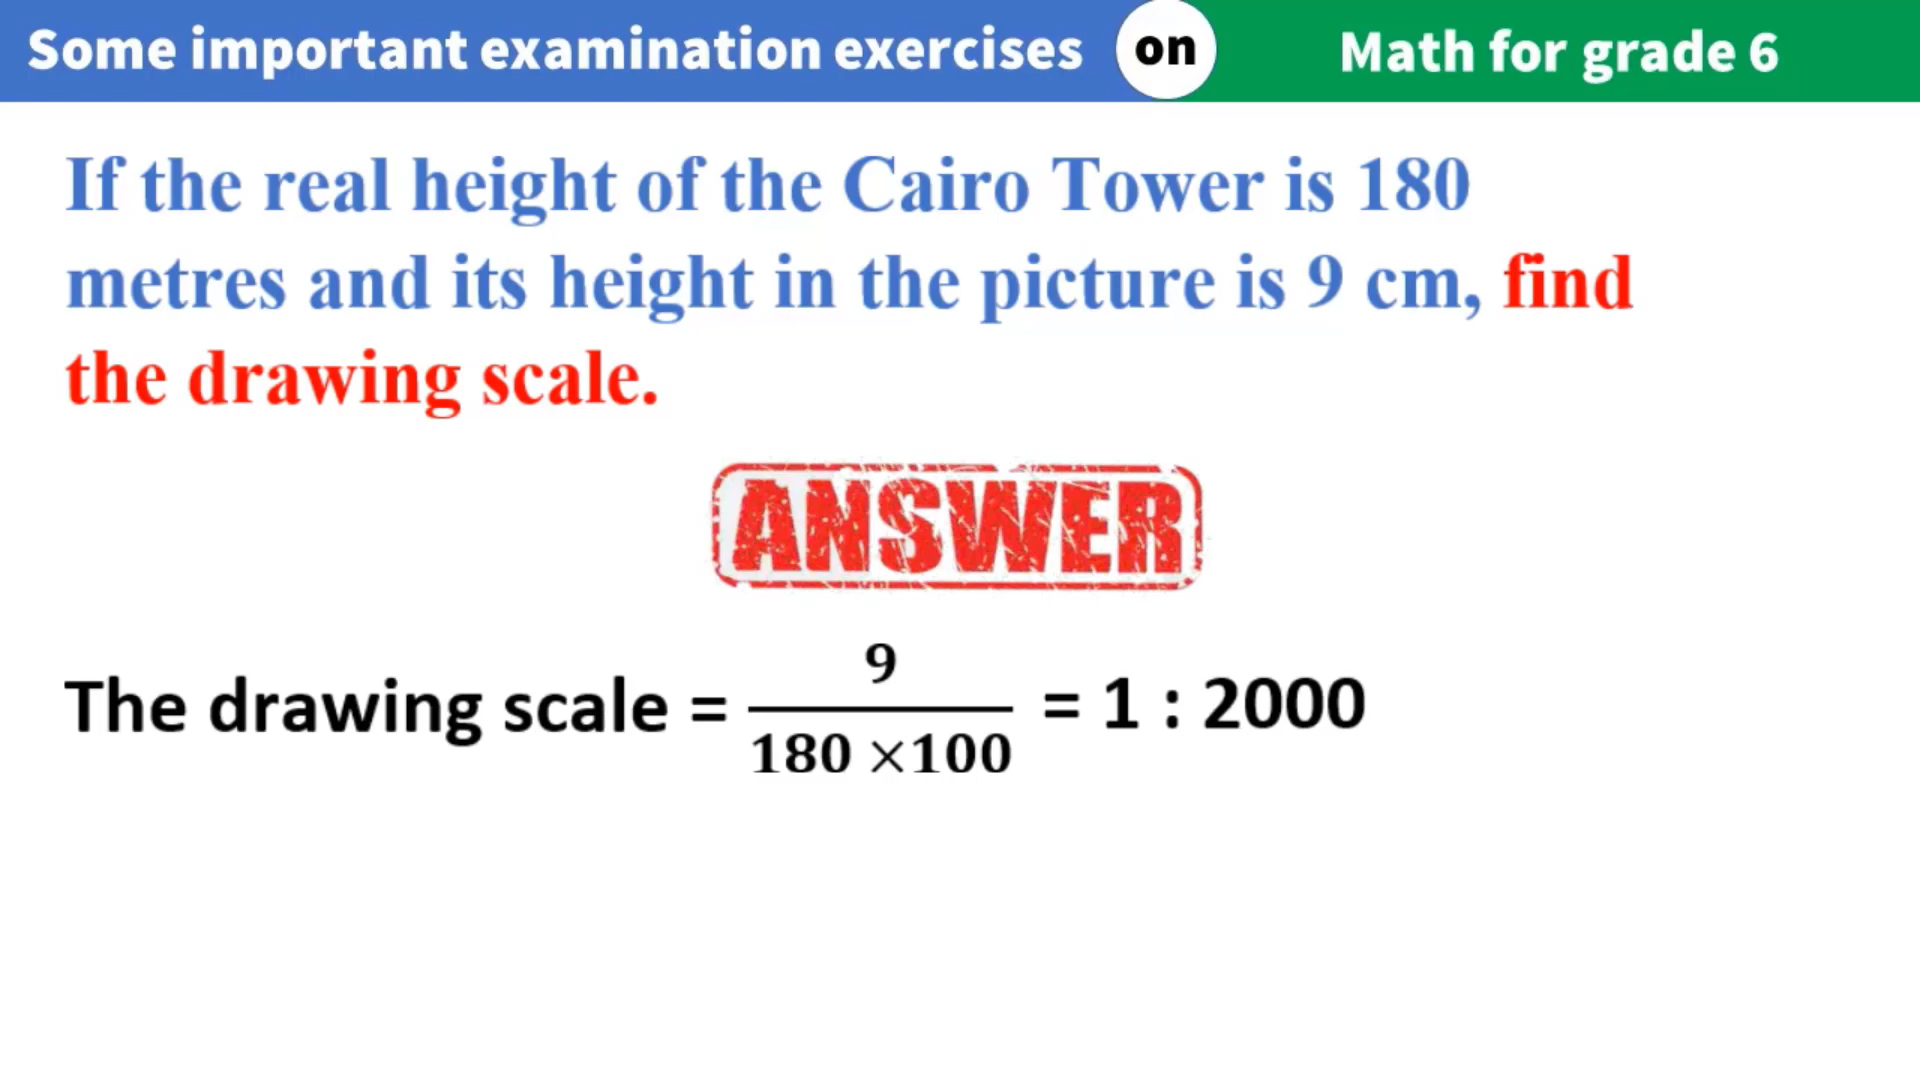 Some important examination exercises on Math for grade 6
If the real height of the Cairo Tower is 180
metres and its height in the picture is 9 cm, find
the drawing scale.
ANSWER
The drawing scale = 9 / 180 ×100 = 1 : 2000